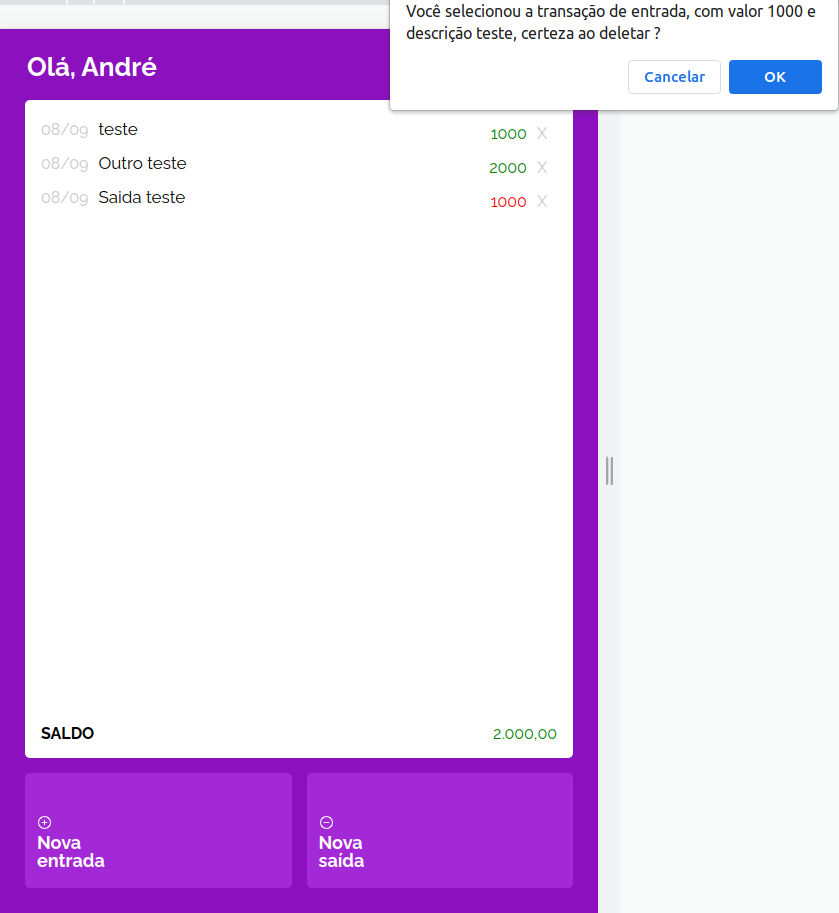 Você selecionou a transação de entrada, com valor 1000 e
descrição teste, certeza ao deletar ?
Cancelar OK
Olá, André
08/09 teste 1000 X
08/09 Outro teste 2000 X
08/09 Saida teste 1000 X
SALDO 2.000,00
Nova
entrada
Nova
saída